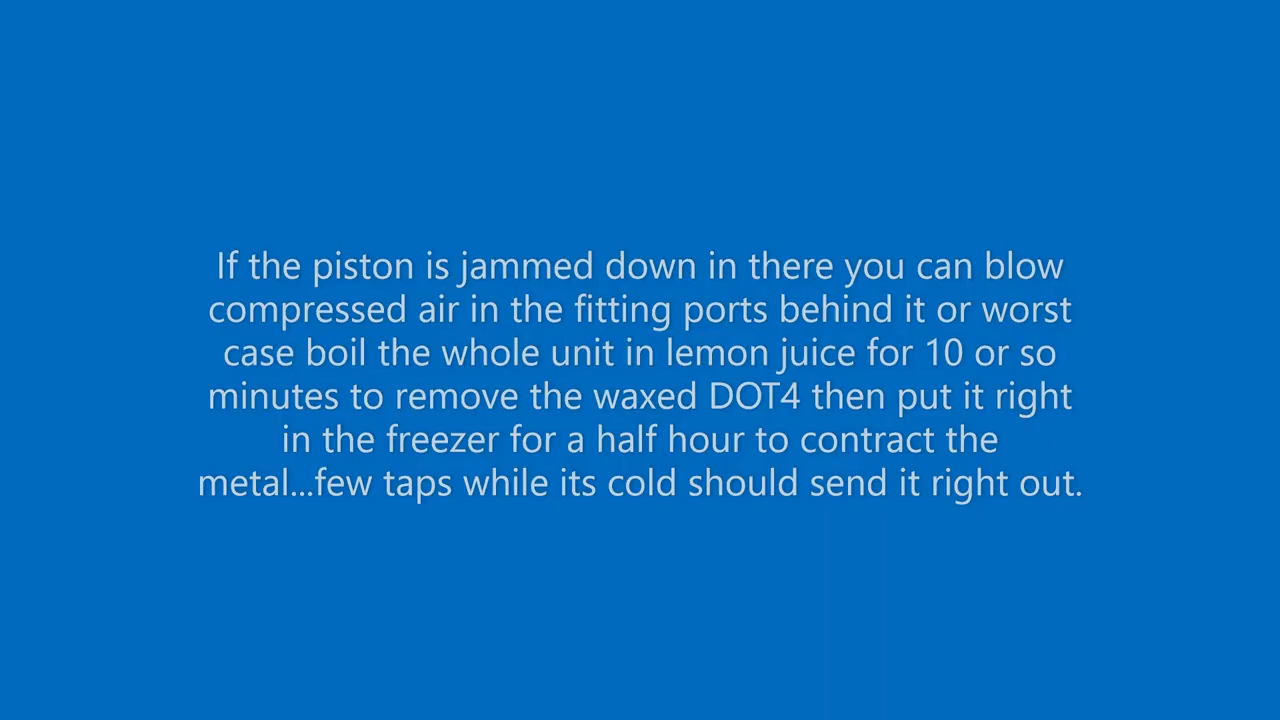 If the piston is jammed down in there you can blow
compressed air in the fitting ports behind it or worst
case boil the whole unit in lemon juice for 10 or so
minutes to remove the waxed DOT4 then put it right
in the freezer for a half hour to contract the
metal...few taps while its cold should send it right out.